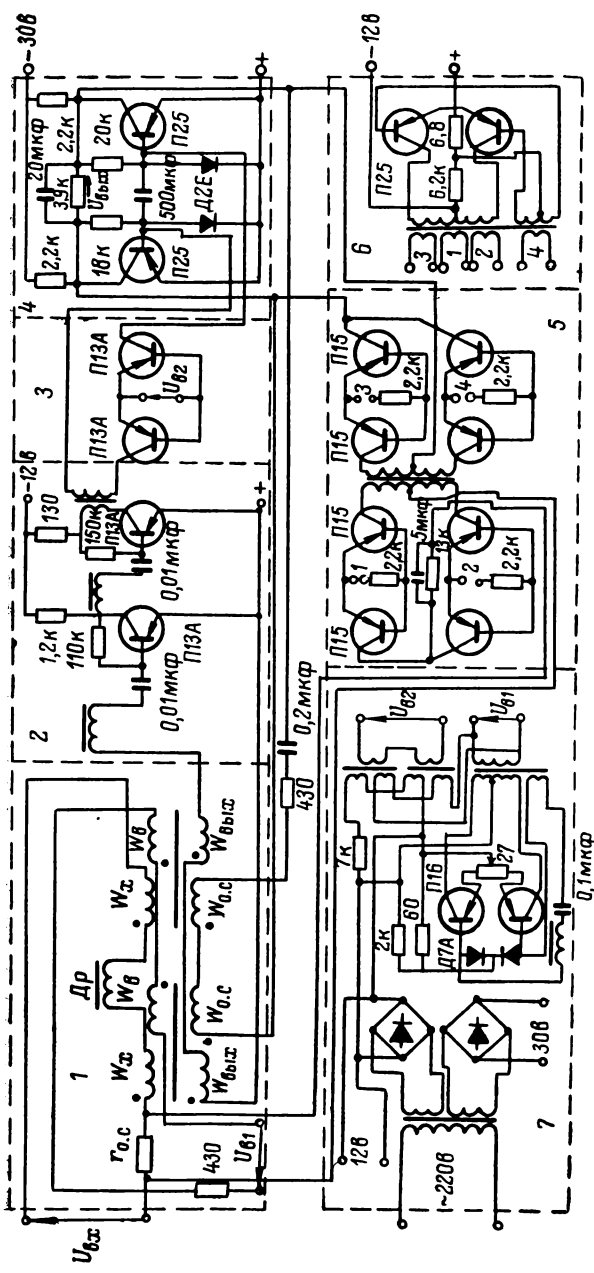 -30в
+
20мкф
2,2к
3,9к
Uвых
20к
П25
500мкф
Д2Е
2,2к
18к
П25
4
3
П13А
П13А
Uв2
-12в
130
150к
П13А
0,01мкф
+
1,2к
110к
П13А
0,01мкф
2
0,2мкф
430
Wх
Wв
Wвых
Др
Wв
Wо.с
1
Wх
Wо.с
Wвых
rо.с
430
Uв1
Uвх
-12в
+
П25
6,8
6,2к
6
3
1
2
4
П15
3
2,2к
5
4
2,2к
П15
П15
1
2,2к
5мкф
13к
2
2,2к
П15
Uв2
Uв1
7к
П16
27
2к
60
Д7А
0,1мкф
12в
30в
~220в
7